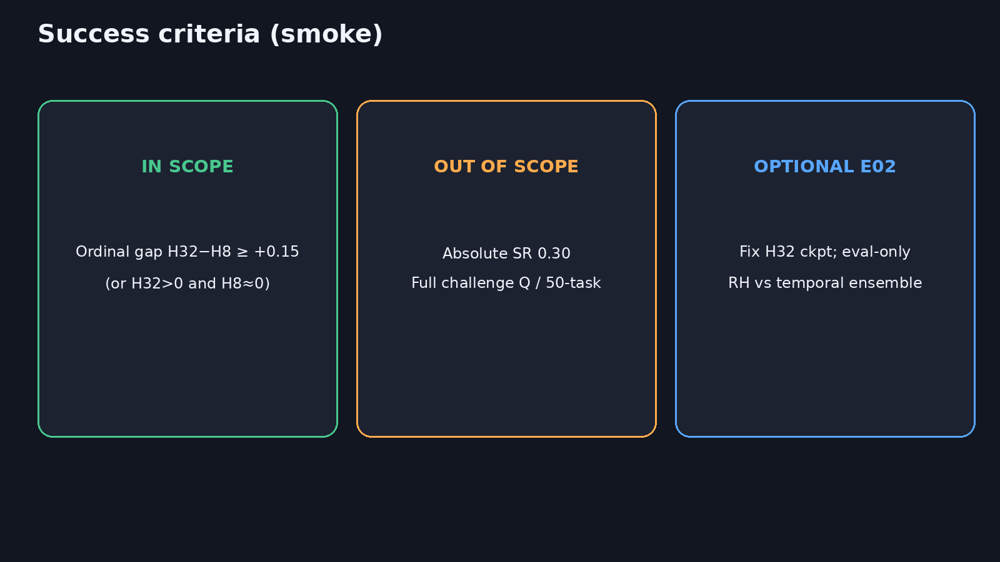 Success criteria (smoke)
IN SCOPE
Ordinal gap H32−H8 ≥ +0.15
(or H32>0 and H8≈0)
OUT OF SCOPE
Absolute SR 0.30
Full challenge Q / 50-task
OPTIONAL E02
Fix H32 ckpt; eval-only
RH vs temporal ensemble